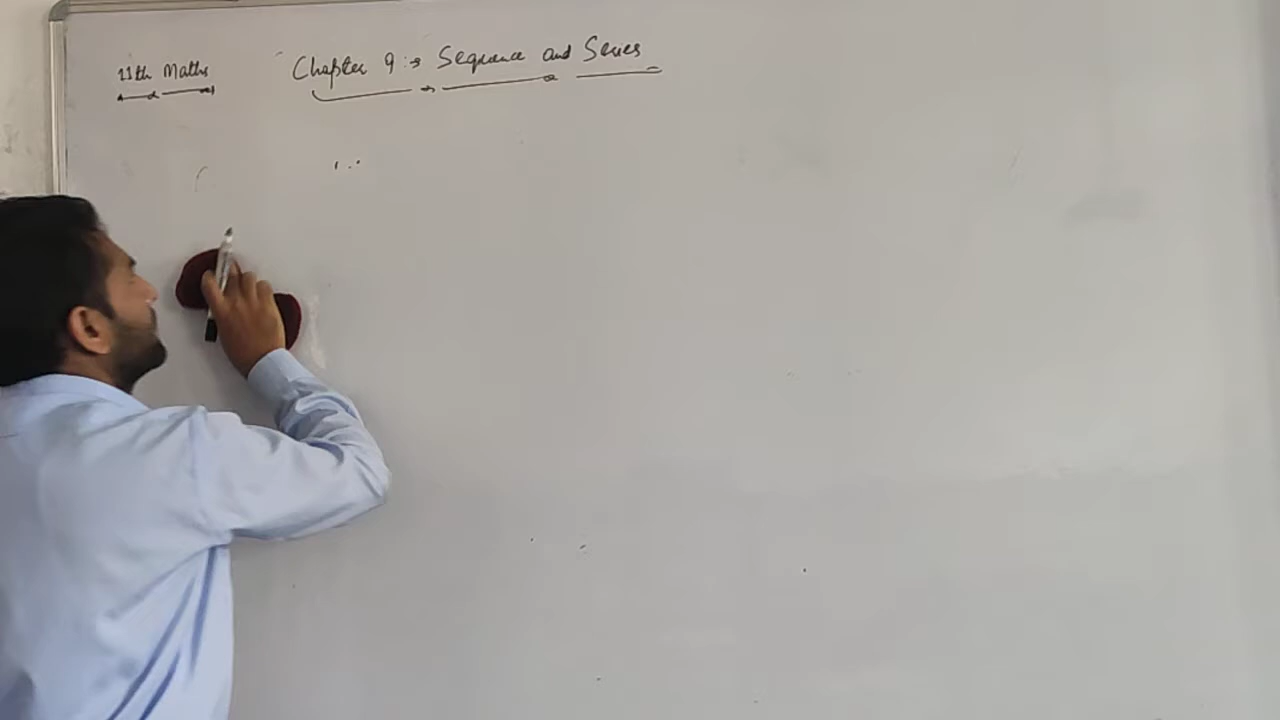 11th Maths Chapter 9 :→ Sequence and Series